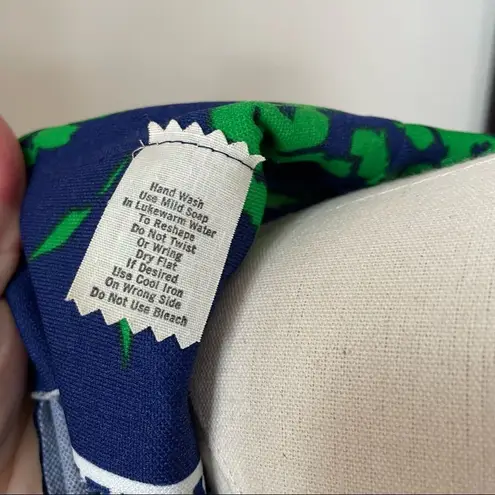 Hand Wash
Use Mild Soap
In Lukewarm Water
To Reshape
Do Not Twist
Or Wring
Dry Flat
If Desired
Use Cool Iron
On Wrong Side
Do Not Use Bleach